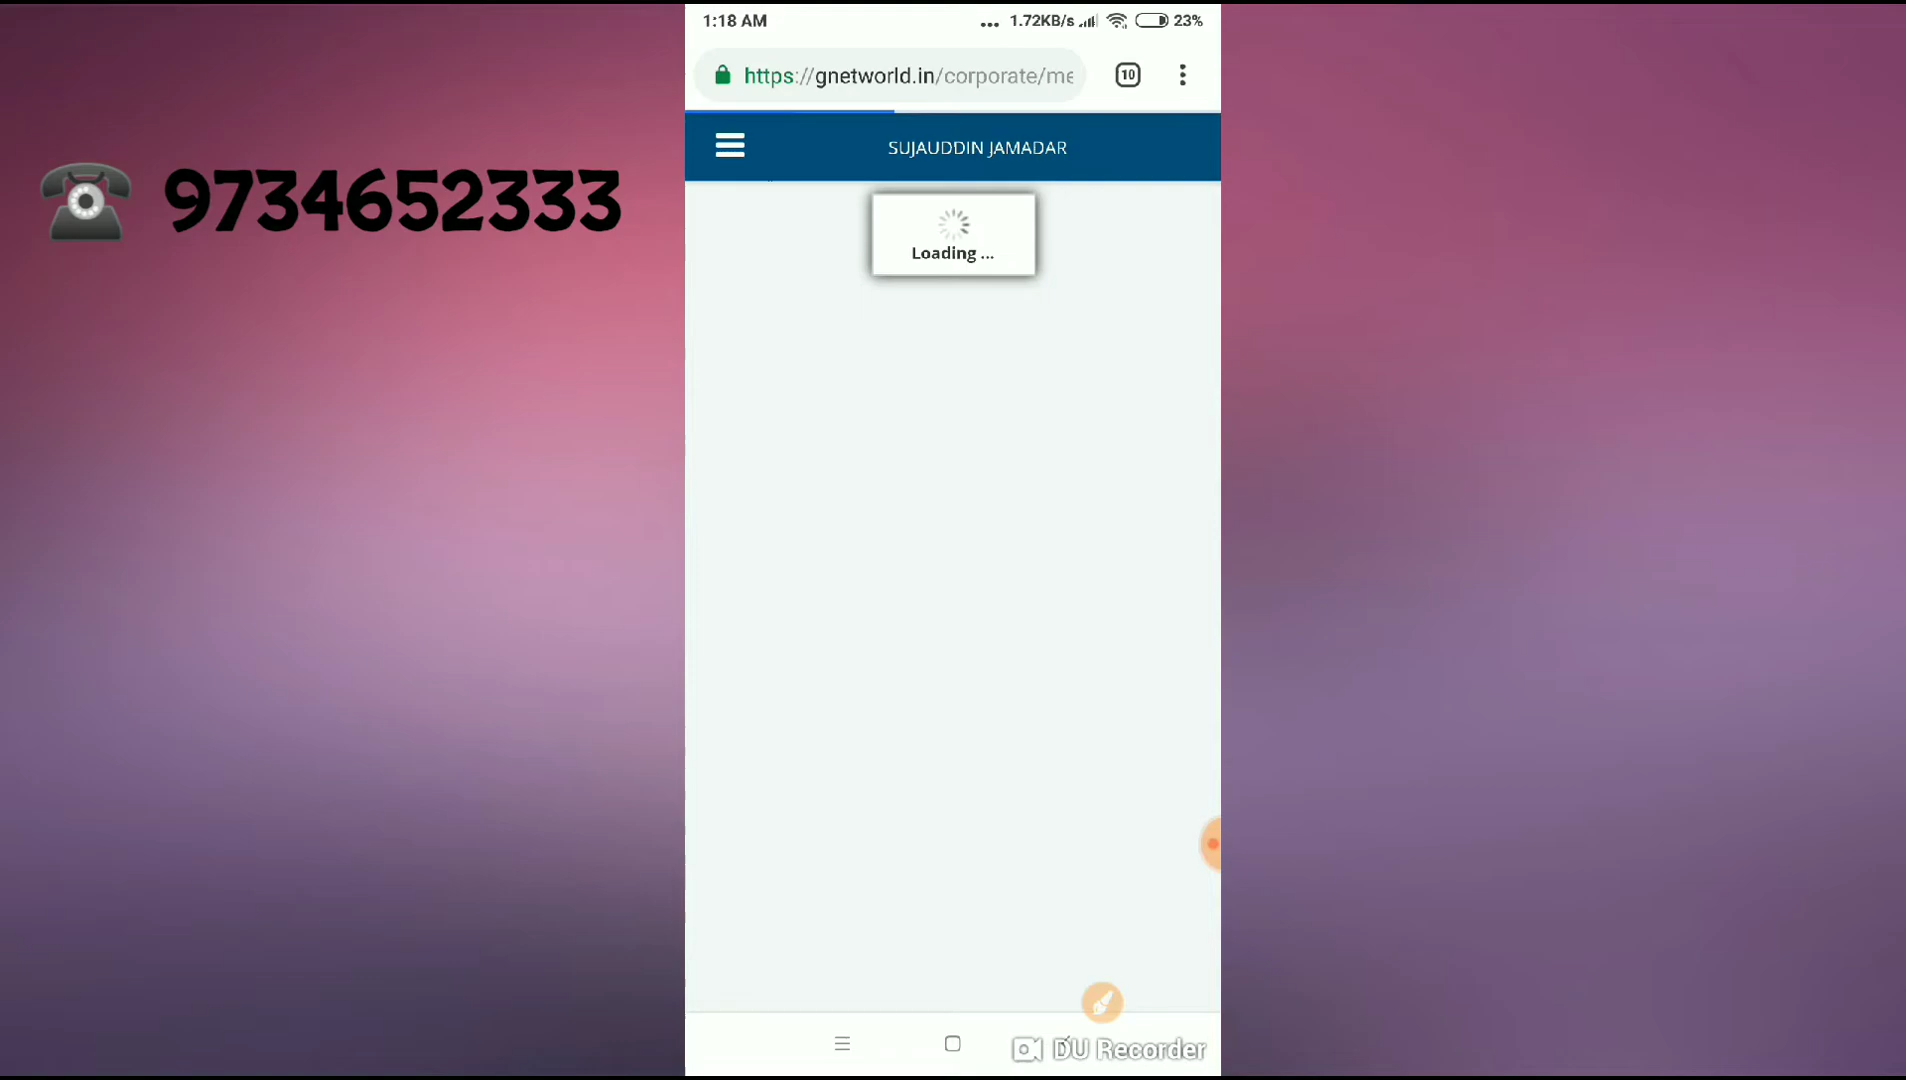 1:18 AM ... 1.72KB/s 23%
https://gnetworld.in/corporate/me
10
SUJAUDDIN JAMADAR
☎ 9734652333
Loading ...
DU Recorder